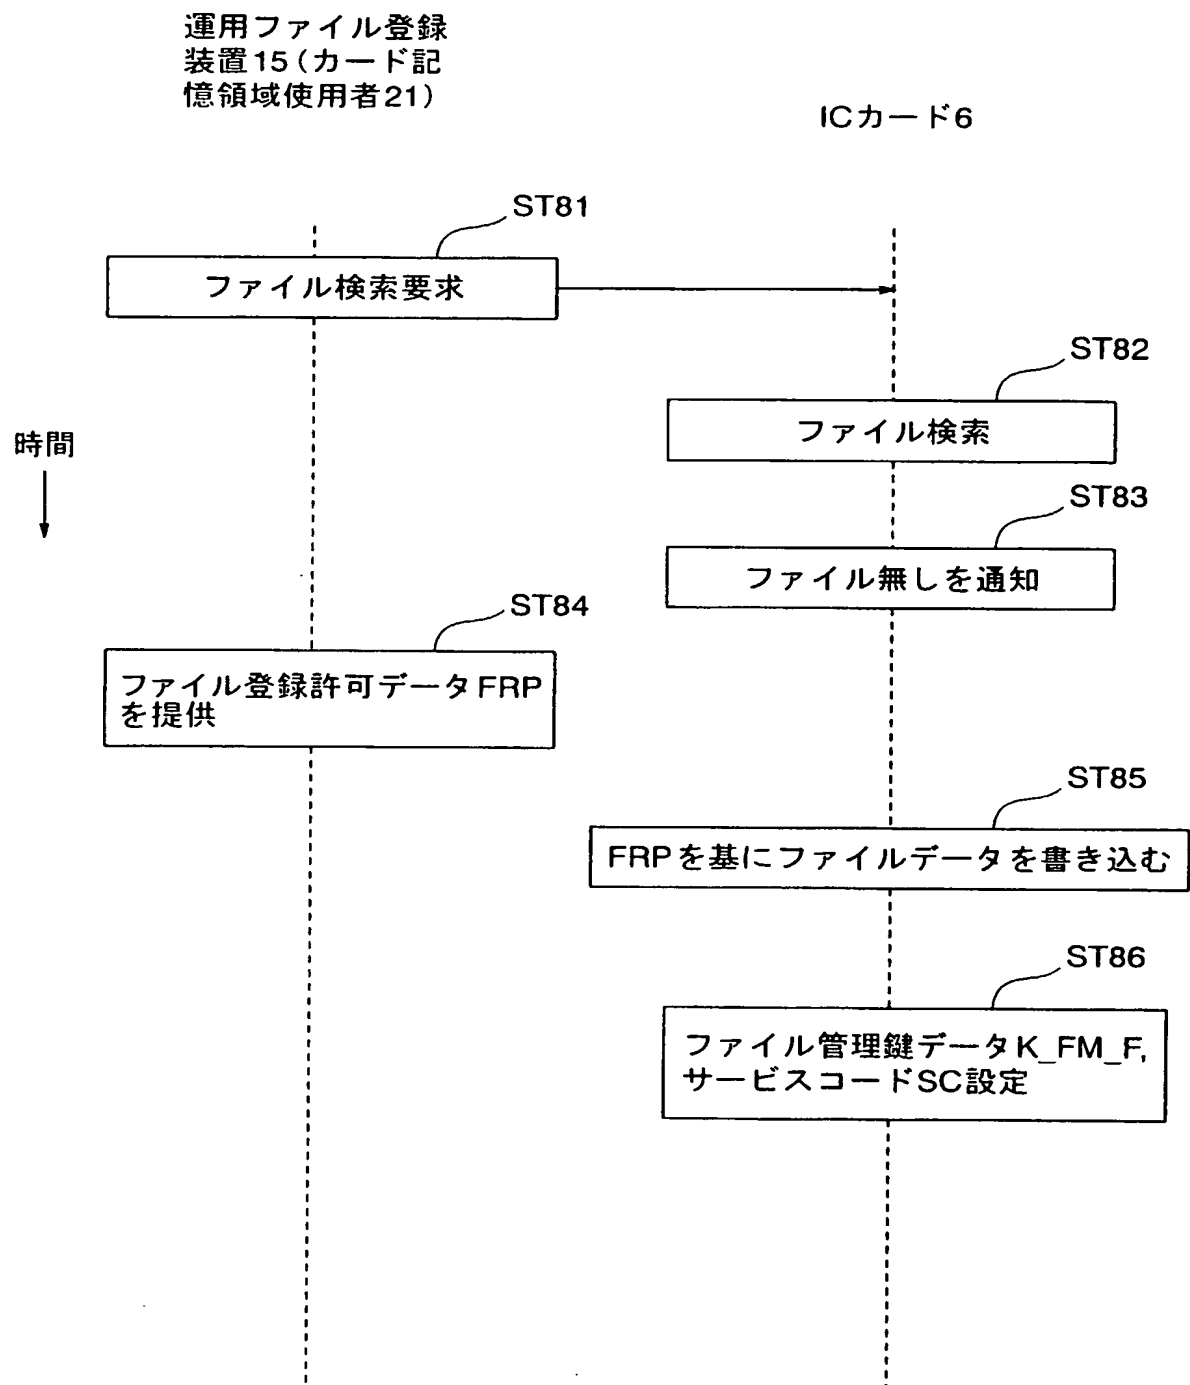 運用ファイル登録
装置15(カード記
憶領域使用者21)
ICカード6
ST81
ファイル検索要求
ST82
ファイル検索
時間
ST83
ファイル無しを通知
ST84
ファイル登録許可データFRP
を提供
ST85
FRPを基にファイルデータを書き込む
ST86
ファイル管理鍵データK_FM_F,
サービスコードSC設定